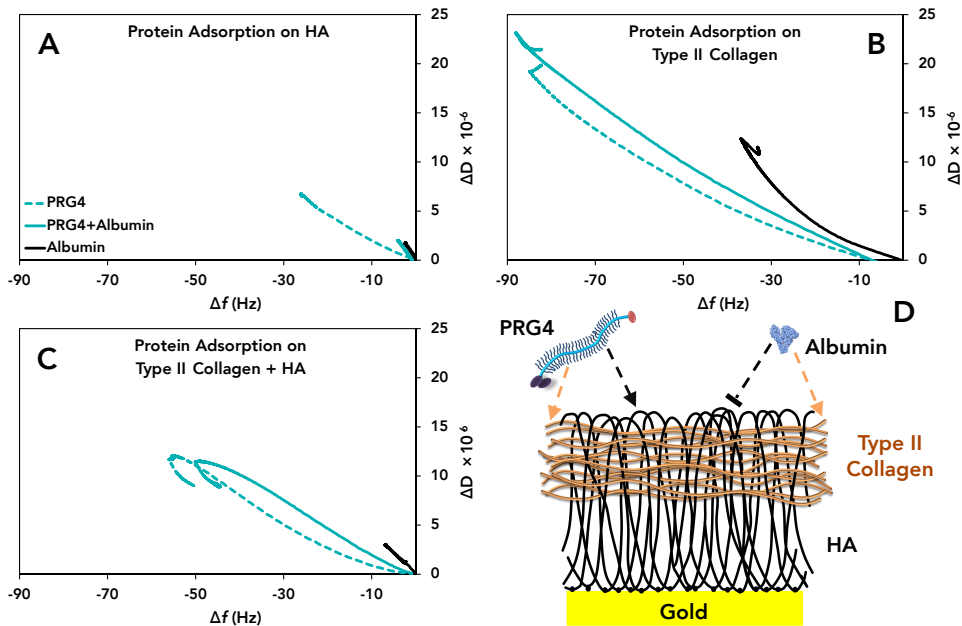 A
Protein Adsorption on HA
25
20
15
10
5
0
ΔD × 10⁻⁶
PRG4
PRG4+Albumin
Albumin
-90
-70
-50
-30
-10
Δf (Hz)
B
Protein Adsorption on
Type II Collagen
25
20
15
10
5
0
ΔD × 10⁻⁶
-90
-70
-50
-30
-10
Δf (Hz)
C
Protein Adsorption on
Type II Collagen + HA
25
20
15
10
5
0
ΔD × 10⁶
-90
-70
-50
-30
-10
Δf (Hz)
D
PRG4
Albumin
Type II
Collagen
HA
Gold